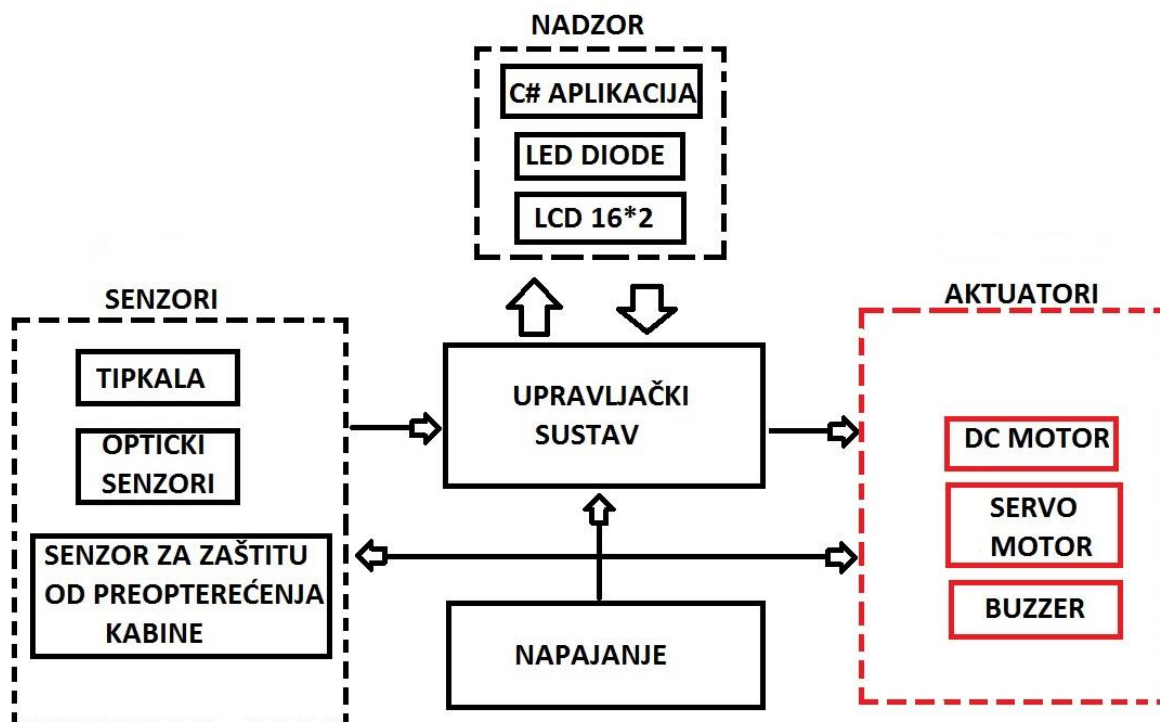 NADZOR
C# APLIKACIJA
LED DIODE
LCD 16*2
SENZORI
TIPKALA
OPTICKI
SENZORI
SENZOR ZA ZAŠTITU
OD PREOPTEREĆENJA
KABINE
UPRAVLJAČKI
SUSTAV
NAPAJANJE
AKTUATORI
DC MOTOR
SERVO
MOTOR
BUZZER